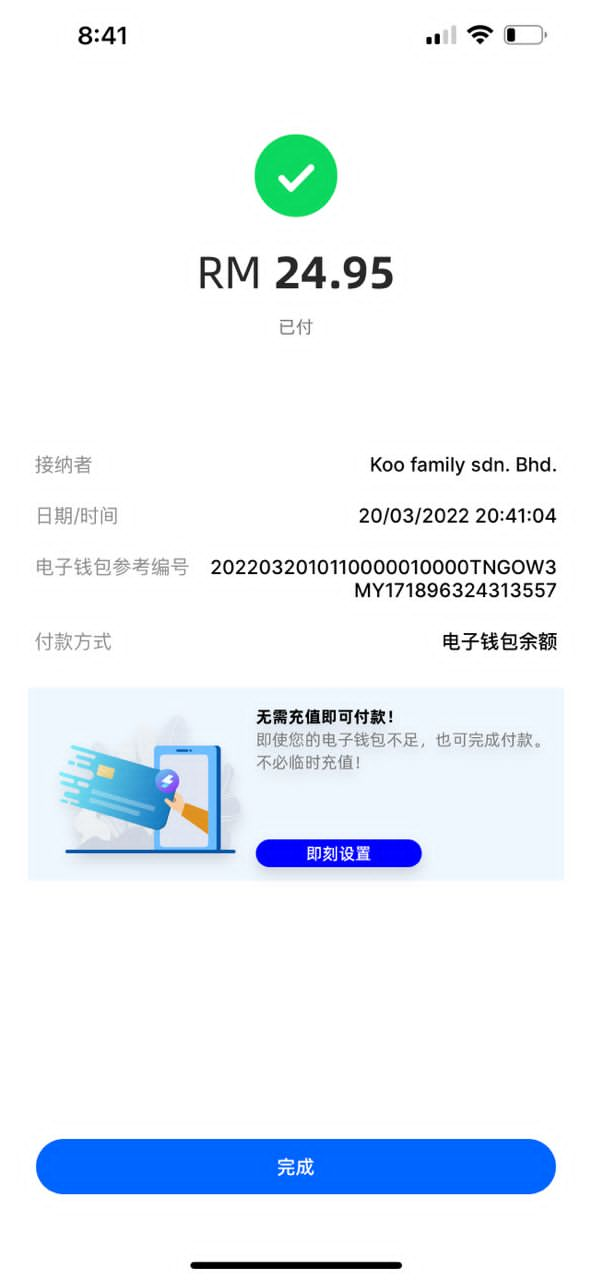 8:41
RM 24.95
已付
接纳者 Koo family sdn. Bhd.
日期/时间 20/03/2022 20:41:04
电子钱包参考编号 2022032010110000010000TNGOW3
MY171896324313557
付款方式 电子钱包余额
无需充值即可付款！
即使您的电子钱包不足，也可完成付款。
不必临时充值！
即刻设置
完成